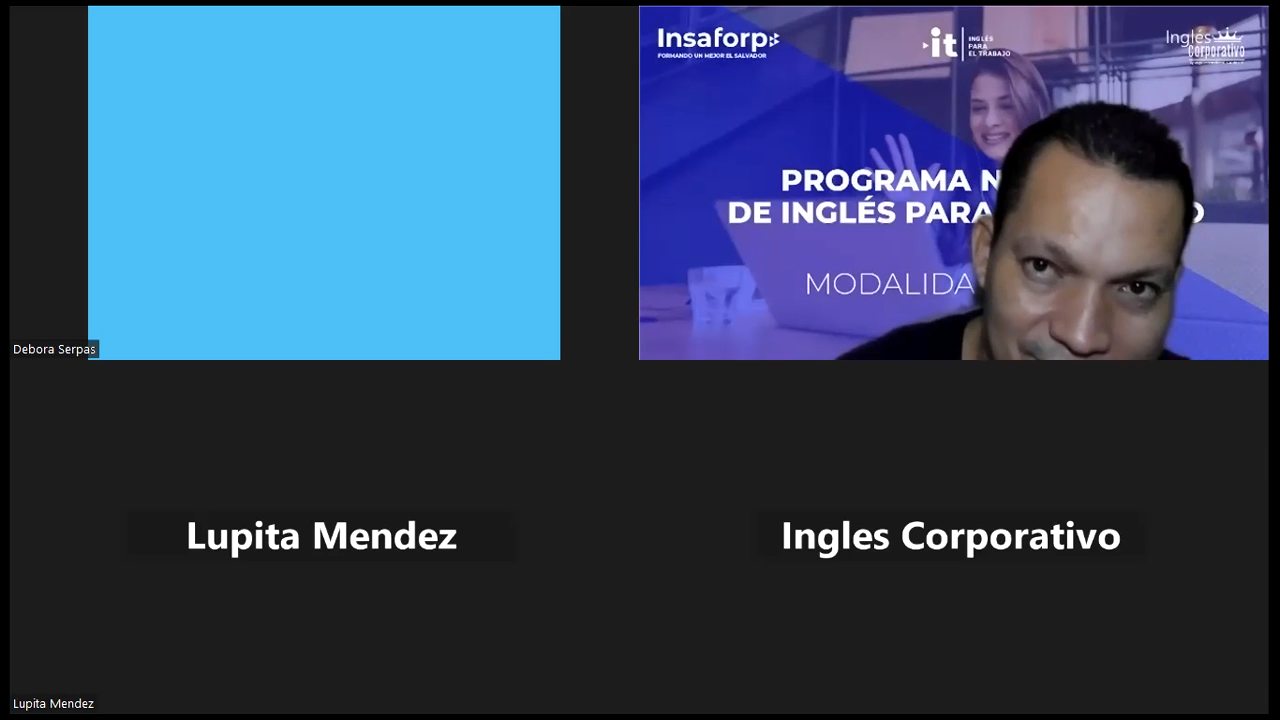 Insaforp
FORMANDO UN MEJOR EL SALVADOR
it
INGLÉS
PARA
EL TRABAJO
Inglés
Corporativo
PROGRAMA N
DE INGLÉS PARA O
MODALIDA
Debora Serpas
Lupita Mendez
Ingles Corporativo
Lupita Mendez